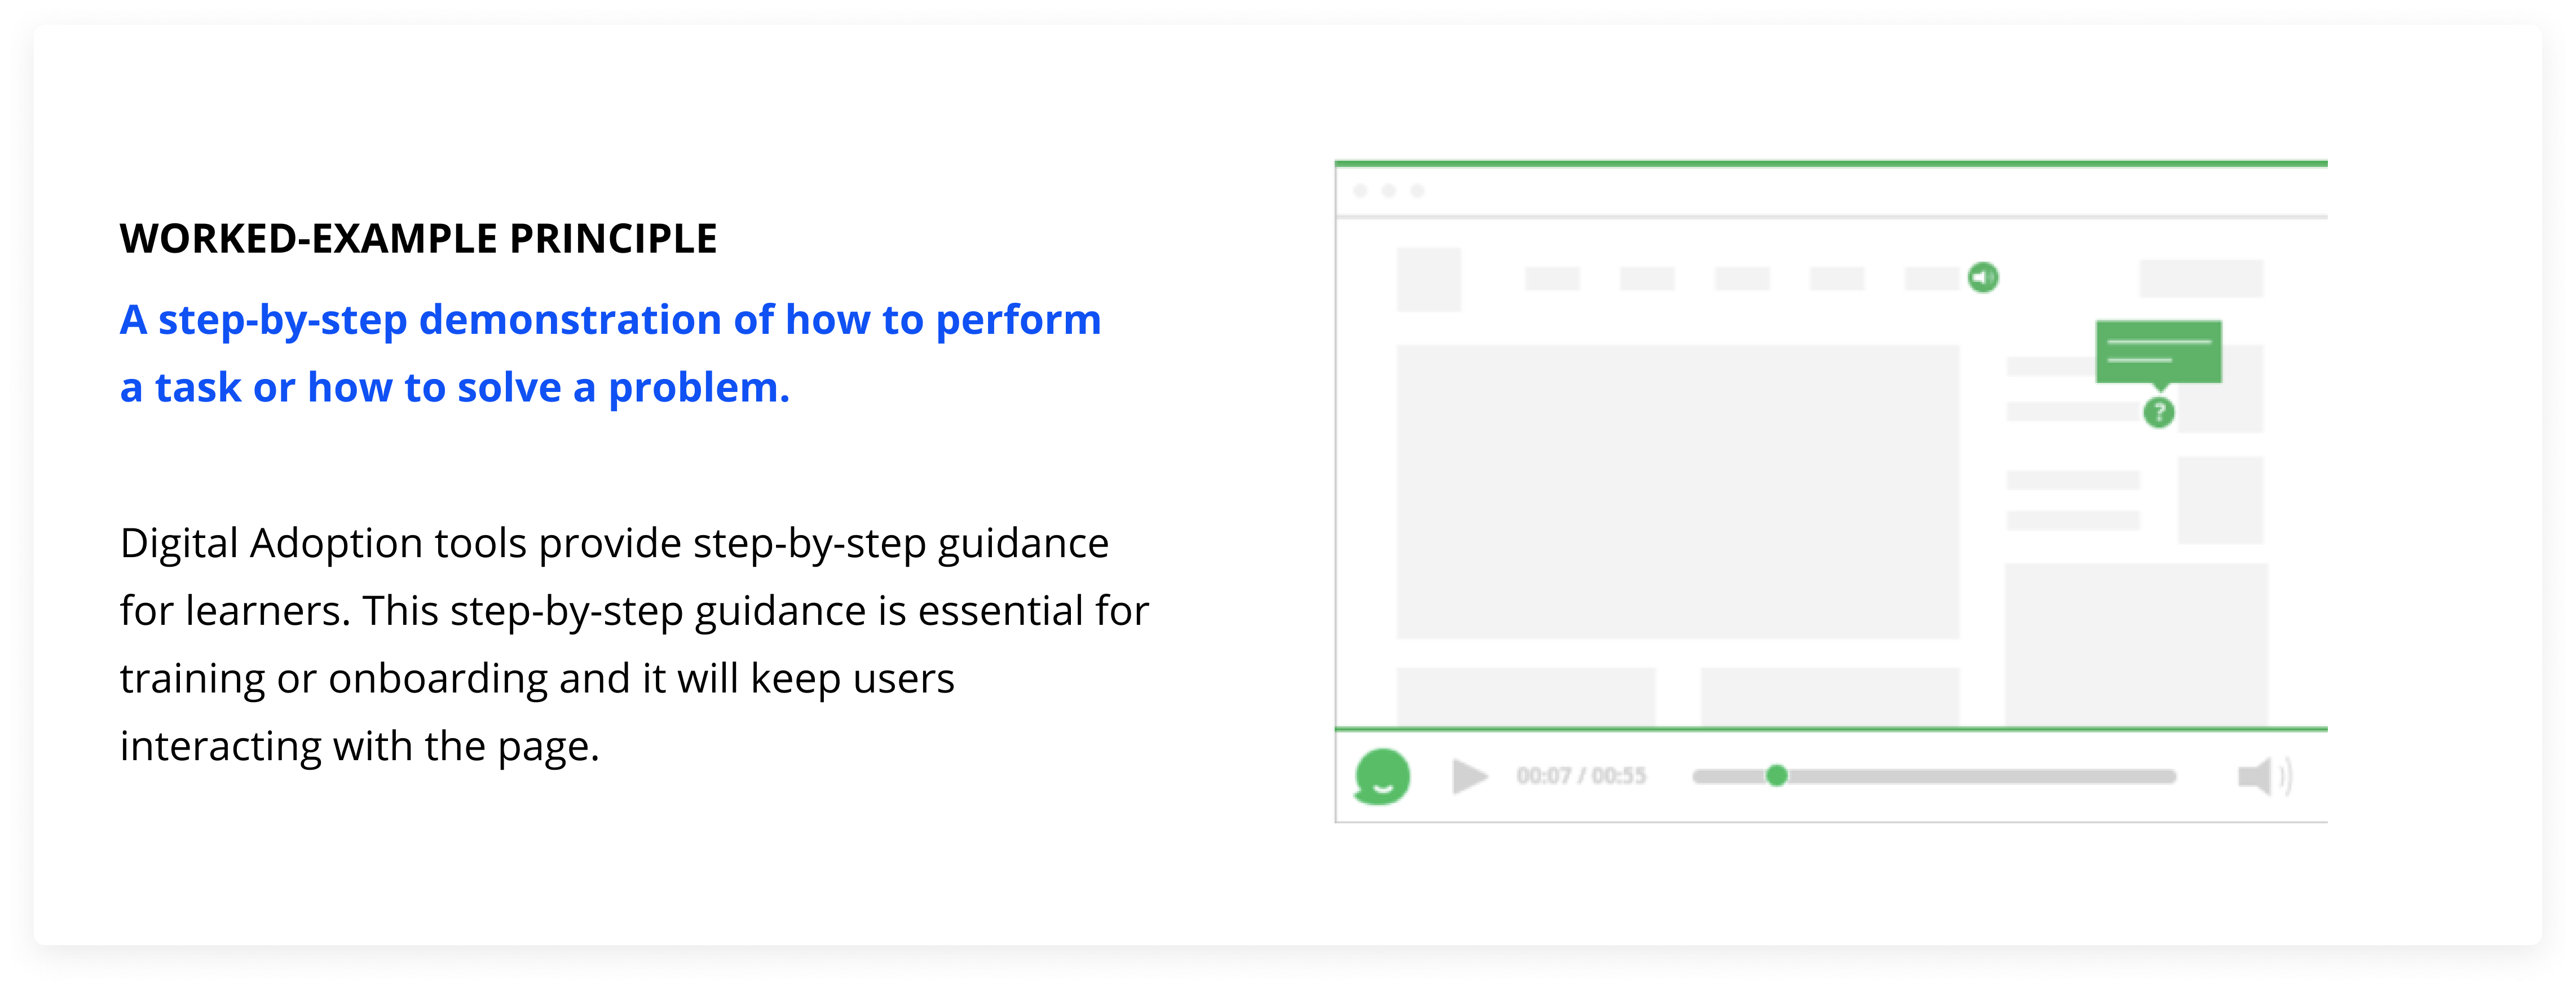 WORKED-EXAMPLE PRINCIPLE
A step-by-step demonstration of how to perform
a task or how to solve a problem.
Digital Adoption tools provide step-by-step guidance
for learners. This step-by-step guidance is essential for
training or onboarding and it will keep users
interacting with the page.
?
00:07 / 00:55